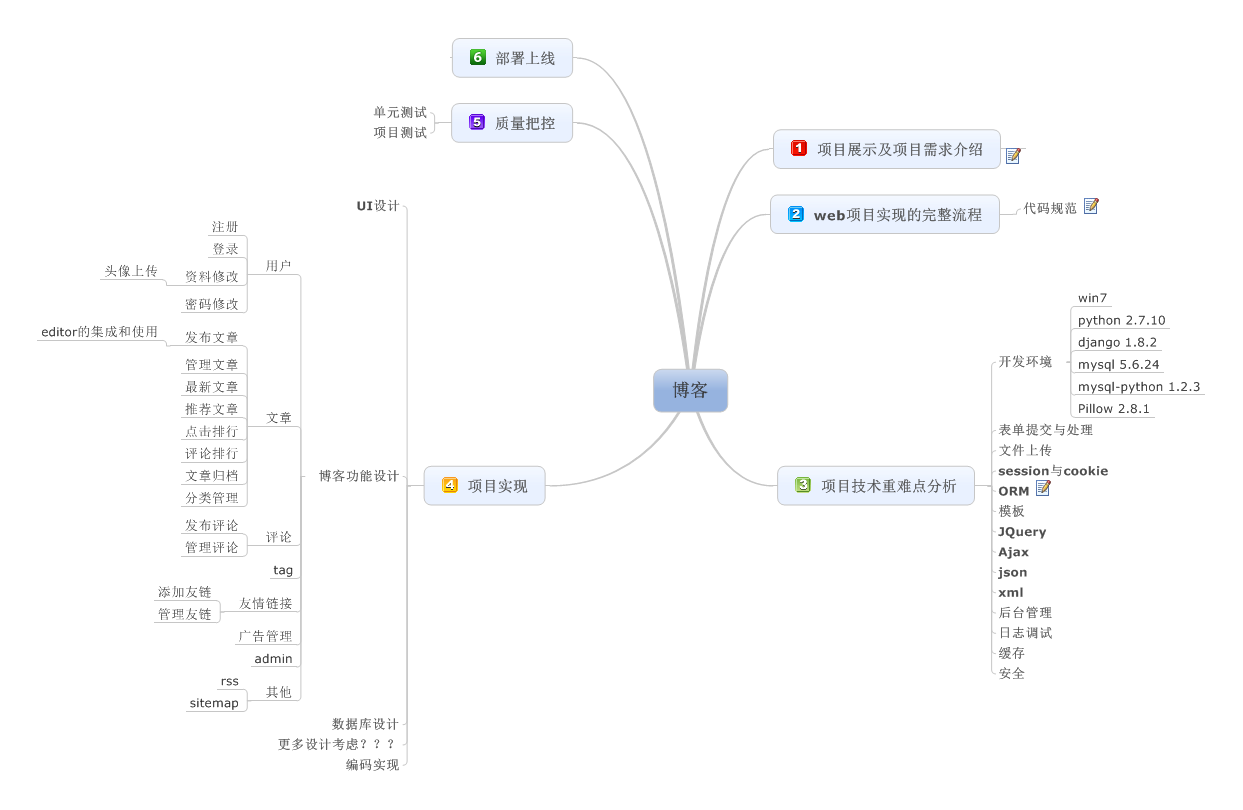 博客
1 项目展示及项目需求介绍
2 web项目实现的完整流程
代码规范
3 项目技术重难点分析
开发环境
win7
python 2.7.10
django 1.8.2
mysql 5.6.24
mysql-python 1.2.3
Pillow 2.8.1
表单提交与处理
文件上传
session与cookie
ORM
模板
JQuery
Ajax
json
xml
后台管理
日志调试
缓存
安全
4 项目实现
UI设计
博客功能设计
用户
注册
登录
资料修改
头像上传
密码修改
文章
发布文章
editor的集成和使用
管理文章
最新文章
推荐文章
点击排行
评论排行
文章归档
分类管理
评论
发布评论
管理评论
tag
友情链接
添加友链
管理友链
广告管理
admin
其他
rss
sitemap
数据库设计
更多设计考虑？？？
编码实现
5 质量把控
单元测试
项目测试
6 部署上线